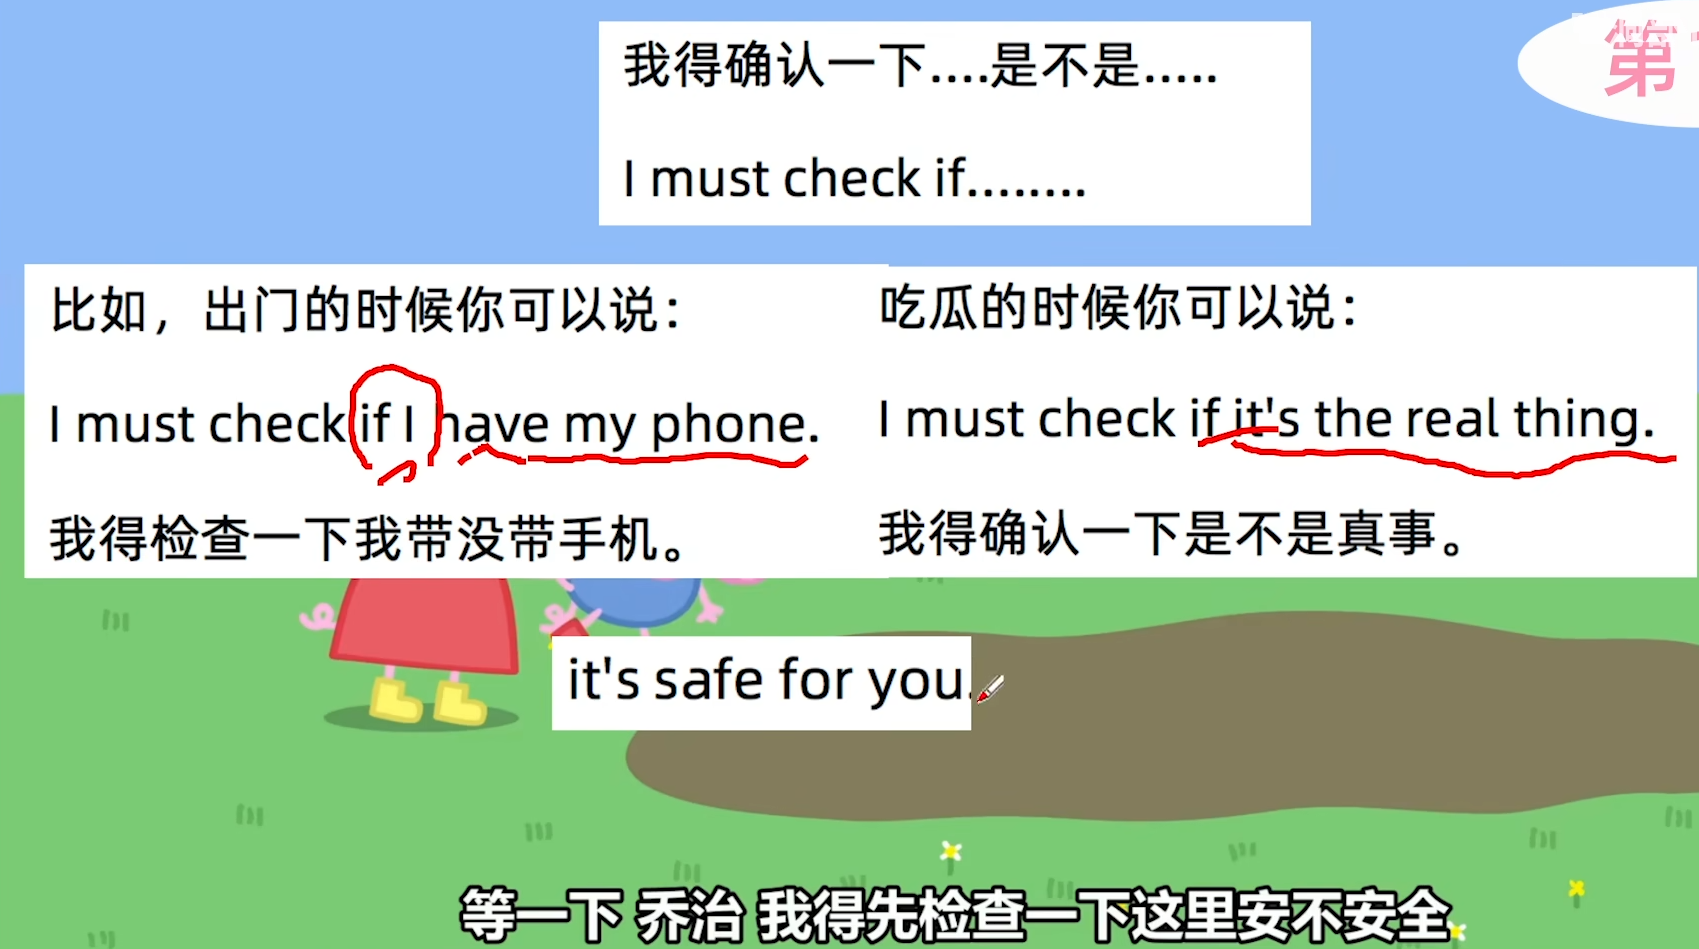 第
我得确认一下....是不是.....
I must check if........
比如，出门的时候你可以说：
I must check if I have my phone.
我得检查一下我带没带手机。
吃瓜的时候你可以说：
I must check if it's the real thing.
我得确认一下是不是真事。
it's safe for you.
等一下 乔治 我得先检查一下这里安不安全